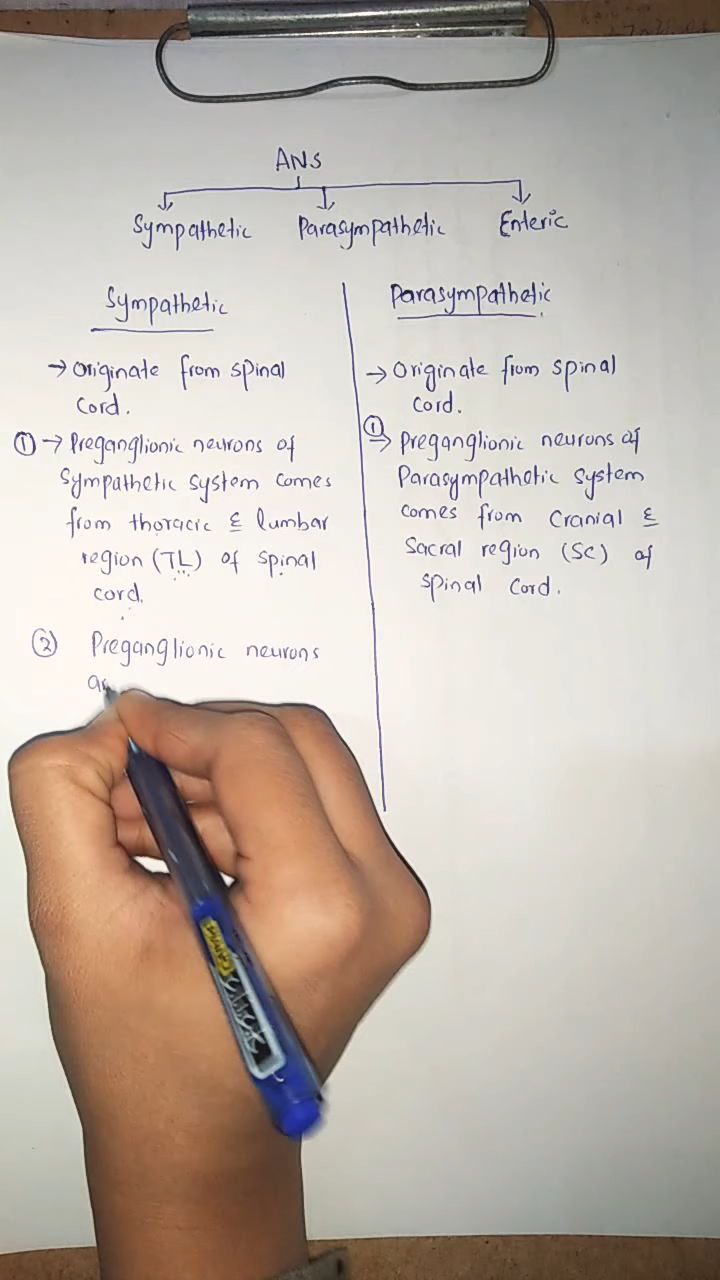 ANS
Sympathetic Parasympathetic Enteric
Sympathetic
→ Originate from spinal
cord.
① → Preganglionic neurons of
Sympathetic system comes
from thoracic & lumbar
region (TL) of spinal
cord.
② Preganglionic neurons
Parasympathetic
→ Originate from spinal
cord.
① → Preganglionic neurons of
Parasympathetic system
comes from Cranial &
Sacral region (SC) of
spinal Cord.